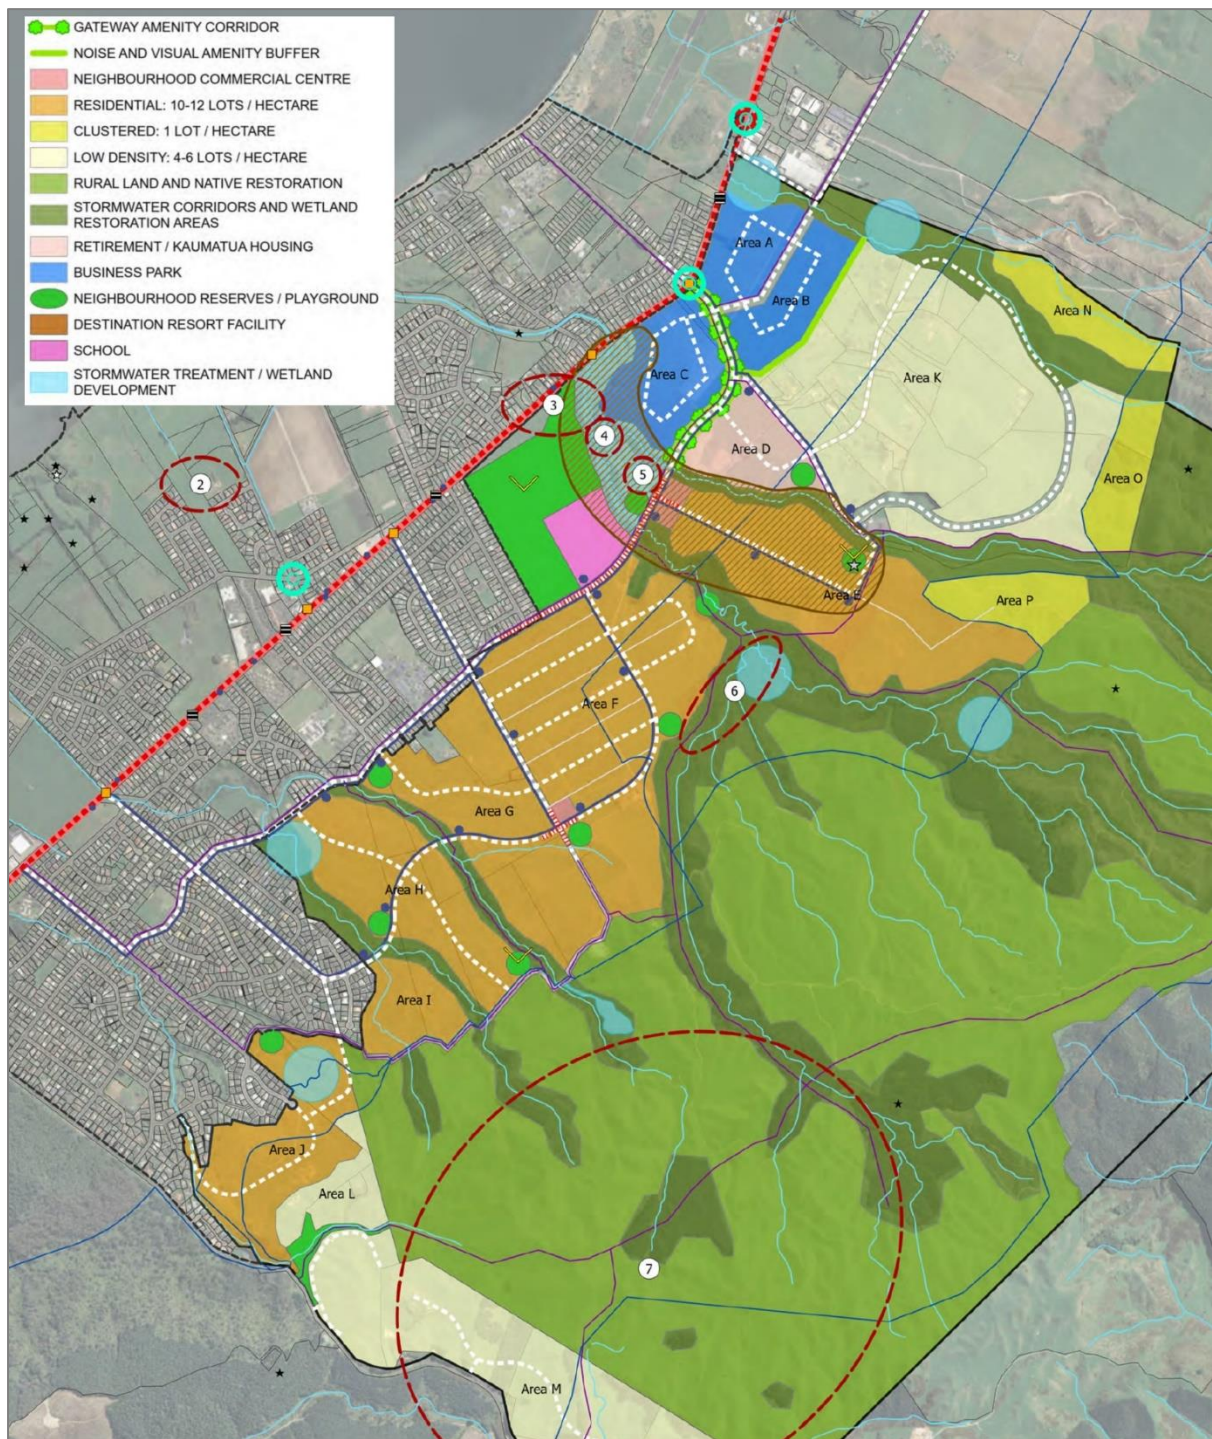 GATEWAY AMENITY CORRIDOR
NOISE AND VISUAL AMENITY BUFFER
NEIGHBOURHOOD COMMERCIAL CENTRE
RESIDENTIAL: 10-12 LOTS / HECTARE
CLUSTERED: 1 LOT / HECTARE
LOW DENSITY: 4-6 LOTS / HECTARE
RURAL LAND AND NATIVE RESTORATION
STORMWATER CORRIDORS AND WETLAND
RESTORATION AREAS
RETIREMENT / KAUMATUA HOUSING
BUSINESS PARK
NEIGHBOURHOOD RESERVES / PLAYGROUND
DESTINATION RESORT FACILITY
SCHOOL
STORMWATER TREATMENT / WETLAND
DEVELOPMENT
Area A
Area B
Area N
Area C
Area K
3
4
Area D
5
Area O
2
Area E
Area P
6
Area F
Area G
Area H
Area I
Area J
Area L
7
Area M